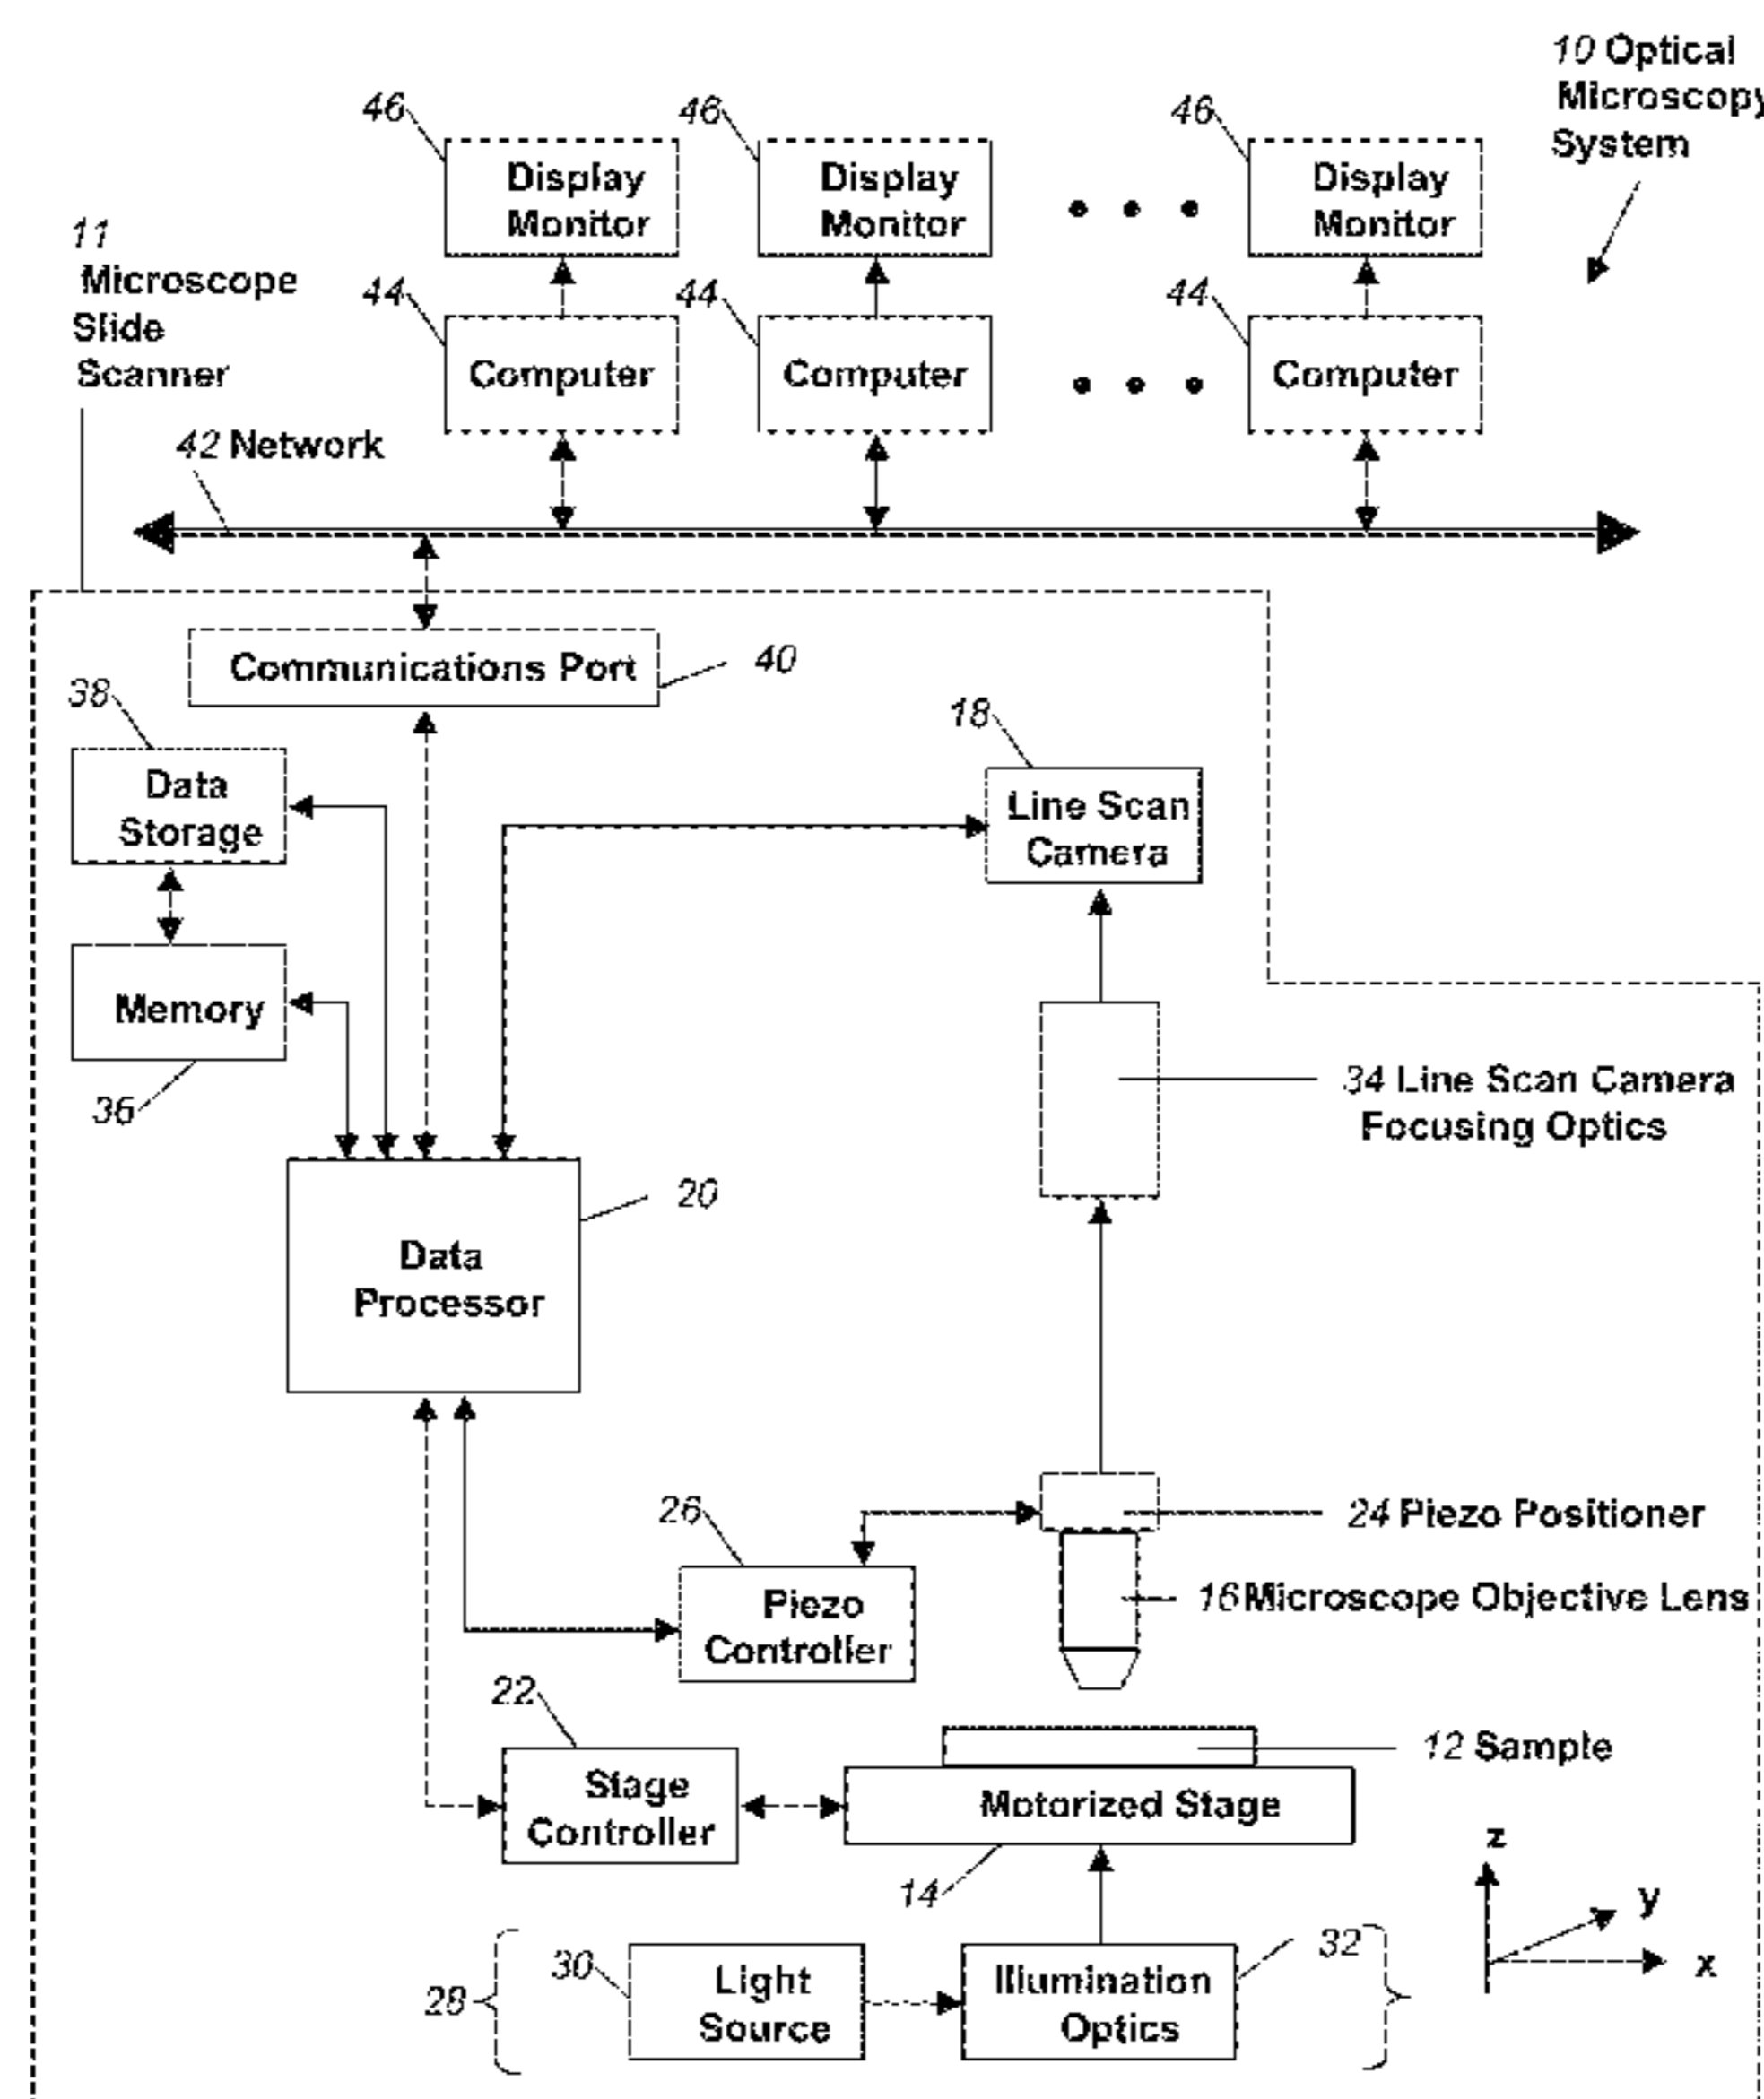 10 Optical
Microscopy
System
46
46
46
Display
Monitor
Display
Monitor
Display
Monitor
11
Microscope
Slide
Scanner
44
44
44
Computer
Computer
Computer
42 Network
Communications Port
40
38
Data
Storage
18
Line Scan
Camera
Memory
36
34 Line Scan Camera
Focusing Optics
20
Data
Processor
26
24 Piezo Positioner
Piezo
Controller
16 Microscope Objective Lens
22
Stage
Controller
12 Sample
Motorized Stage
14
z
y
x
28
30
Light
Source
Illumination
Optics
32